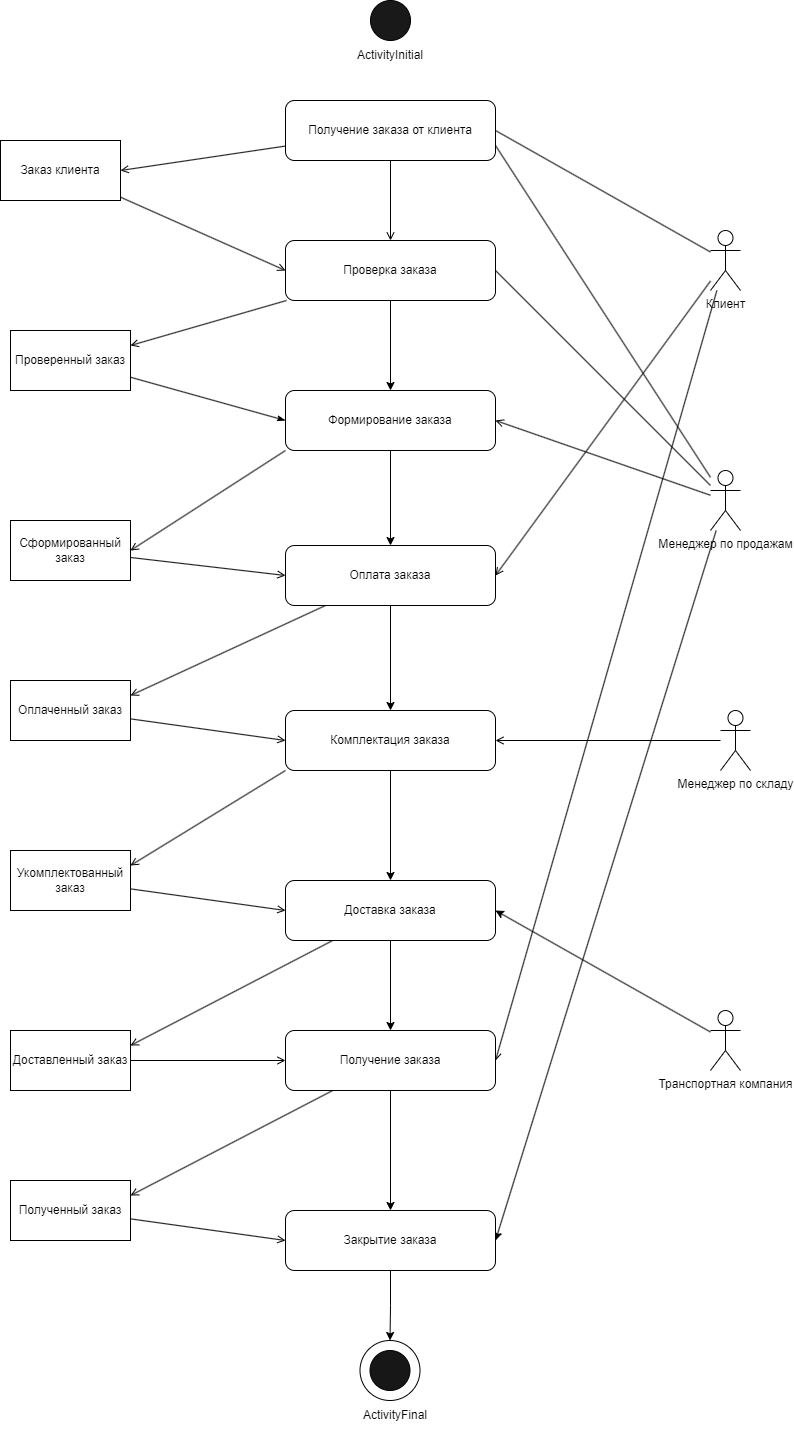 ActivityInitial
Получение заказа от клиента
Заказ клиента
Проверка заказа
Клиент
Проверенный заказ
Формирование заказа
Сформированный
заказ
Менеджер по продажам
Оплата заказа
Оплаченный заказ
Комплектация заказа
Менеджер по складу
Укомплектованный
заказ
Доставка заказа
Доставленный заказ
Получение заказа
Транспортная компания
Полученный заказ
Закрытие заказа
ActivityFinal